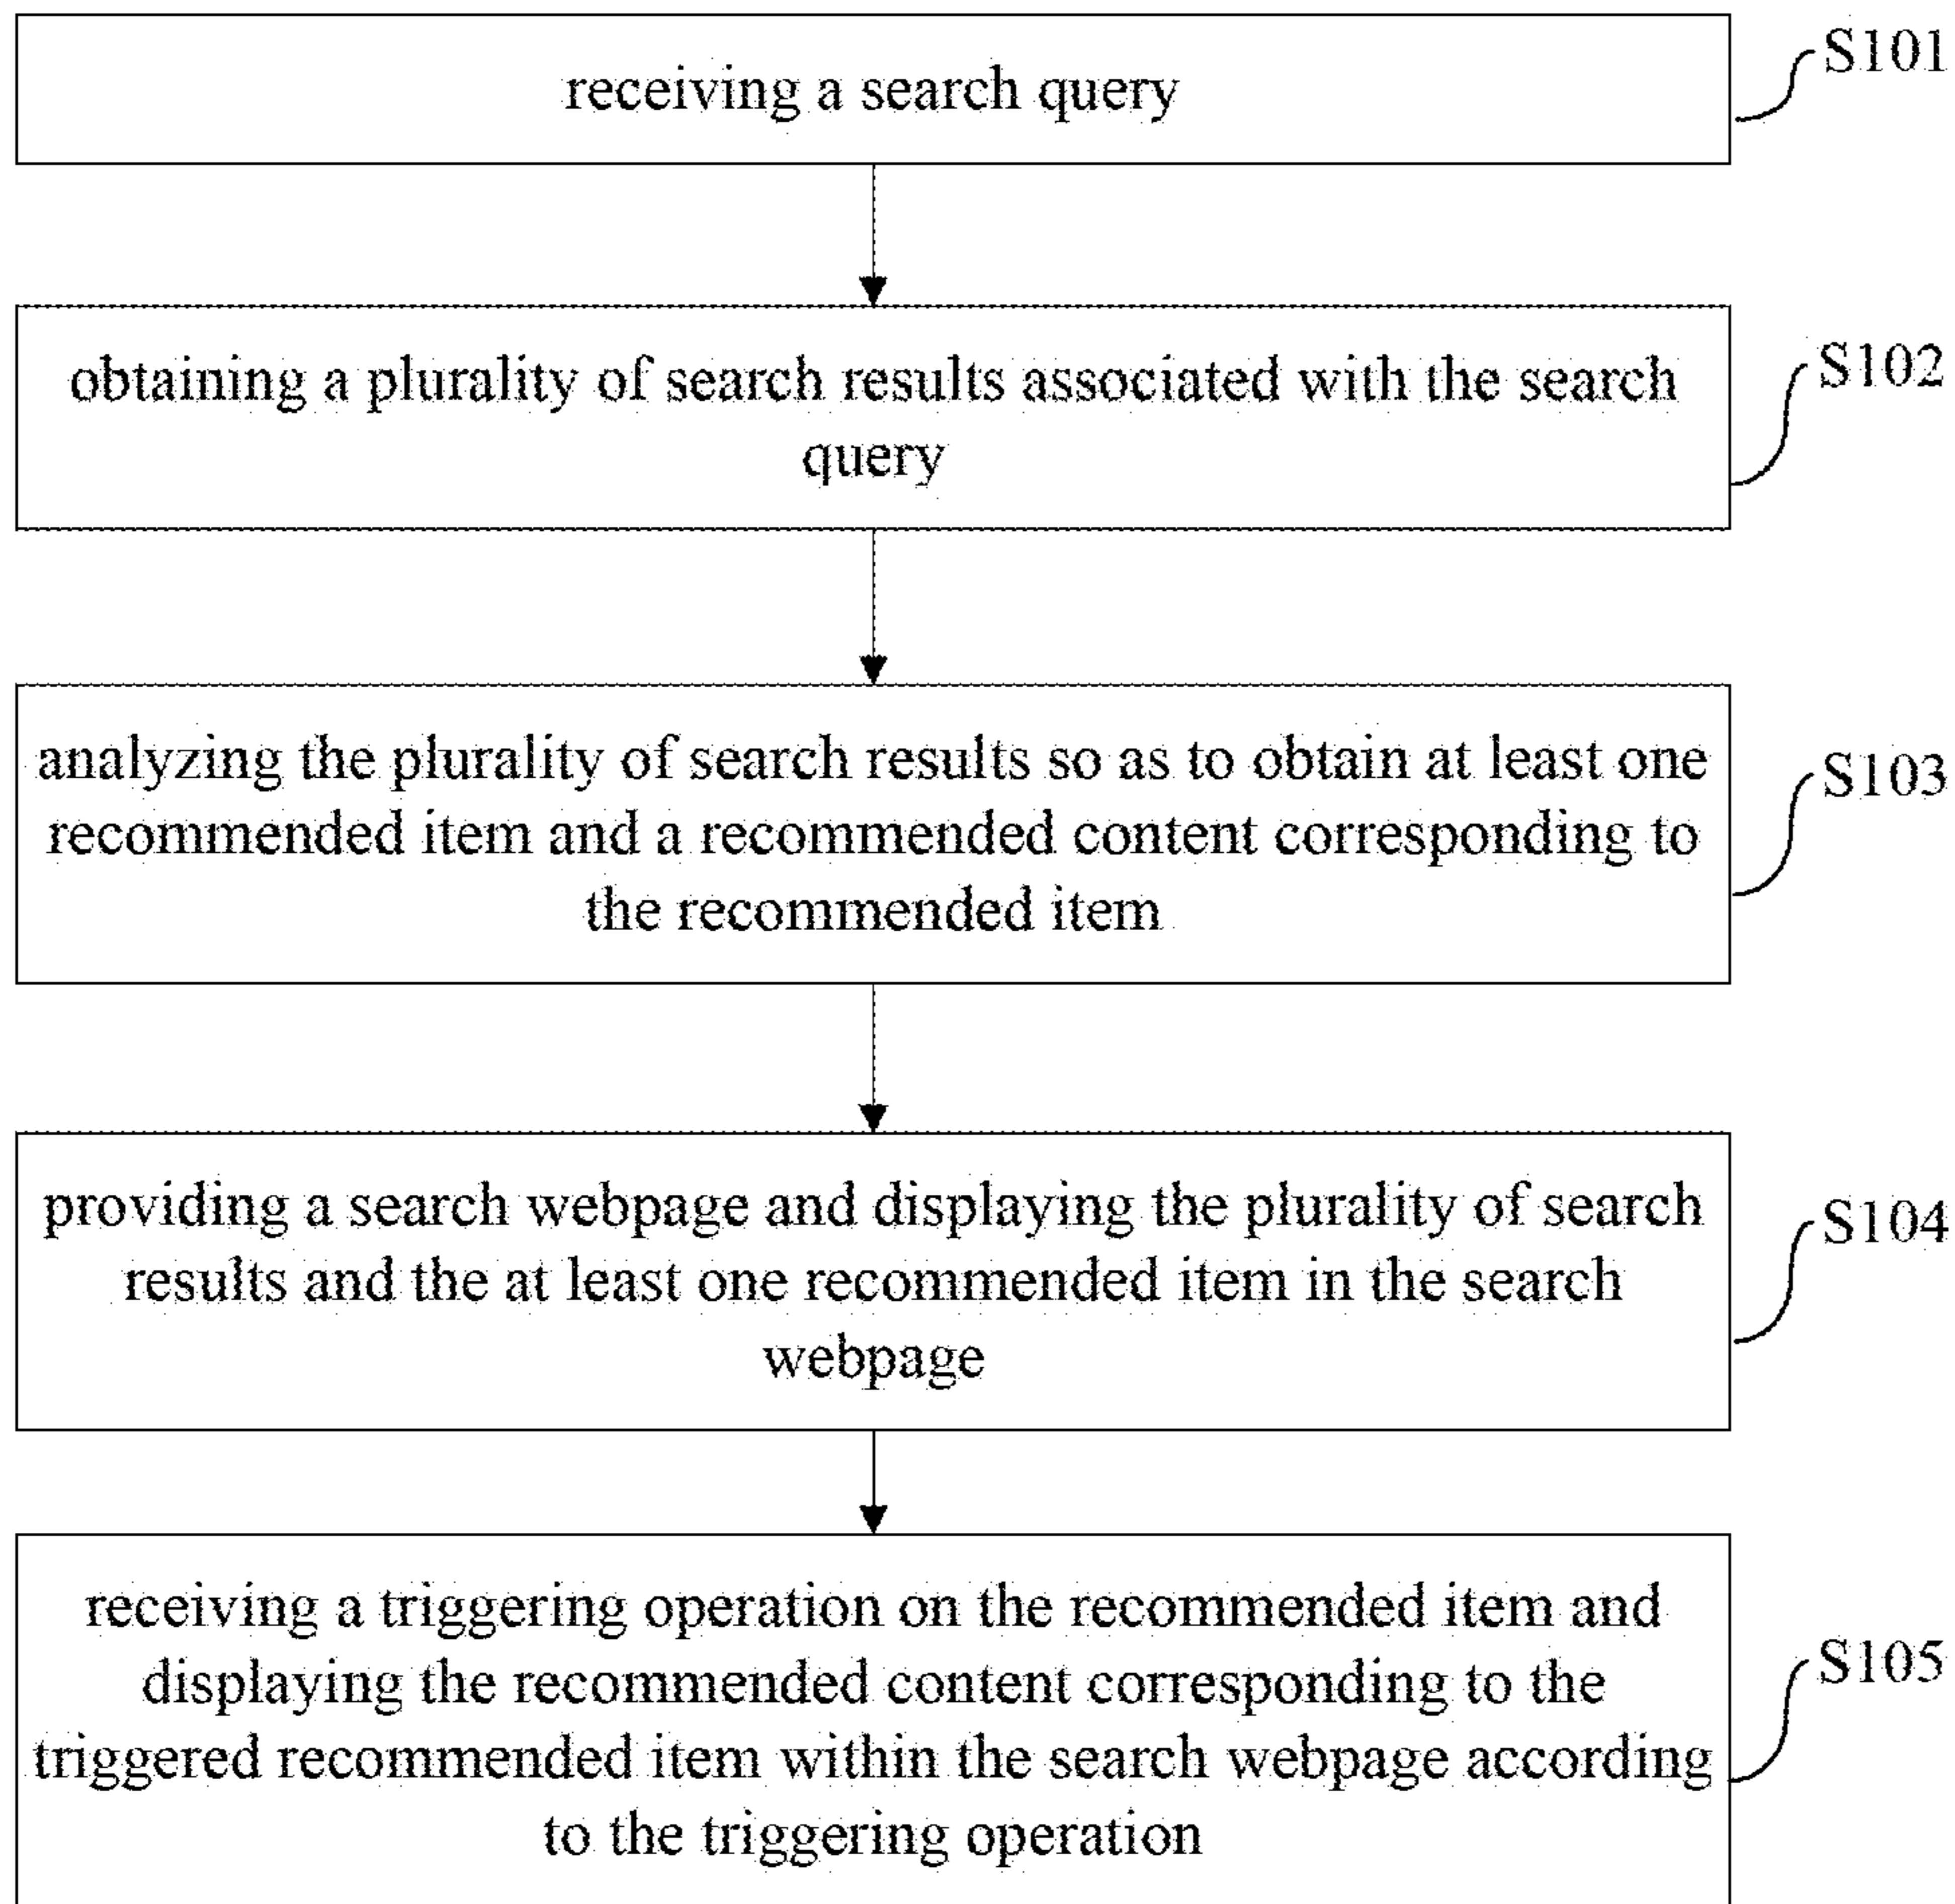 receiving a search query
S101
obtaining a plurality of search results associated with the search
query
S102
analyzing the plurality of search results so as to obtain at least one
recommended item and a recommended content corresponding to
the recommended item
S103
providing a search webpage and displaying the plurality of search
results and the at least one recommended item in the search
webpage
S104
receiving a triggering operation on the recommended item and
displaying the recommended content corresponding to the
triggered recommended item within the search webpage according
to the triggering operation
S105